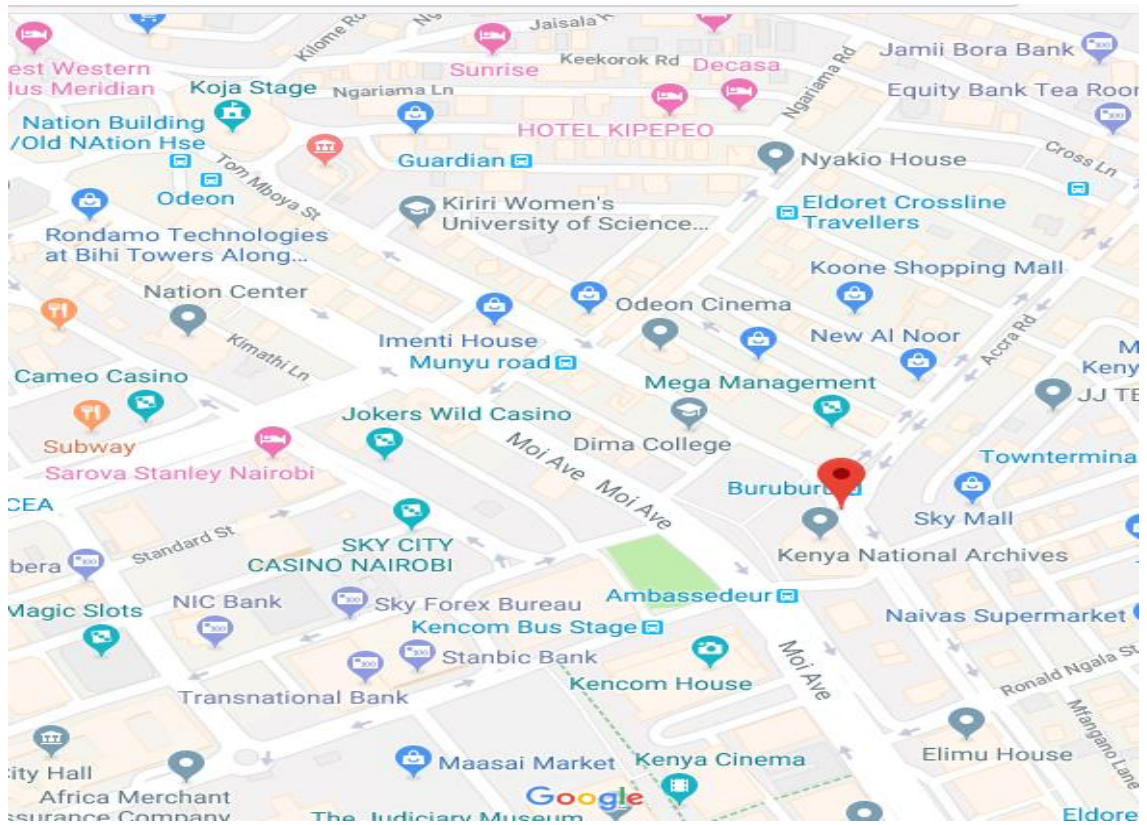 Jaisala R
Kilome Rd
Ng
est Western
lus Meridian
Sunrise
Keekorok Rd
Decasa
Ngariama Rd
Jamii Bora Bank
Koja Stage
Ngariama Ln
Equity Bank Tea Roor
Nation Building
/Old NAtion Hse
HOTEL KIPEPEO
Guardian
Nyakio House
Cross Ln
Tom Mboya St
Odeon
Kiriri Women's
University of Science...
Eldoret Crossline
Travellers
Rondamo Technologies
at Bihi Towers Along...
Koone Shopping Mall
Nation Center
Odeon Cinema
Kimathi Ln
Imenti House
New Al Noor
Accra Rd
Munyu road
M
Keny
Cameo Casino
Mega Management
JJ TE
Jokers Wild Casino
Subway
Dima College
Moi Ave
Moi Ave
Towntermina
Sarova Stanley Nairobi
Buruburu
CEA
Sky Mall
Standard St
SKY CITY
CASINO NAIROBI
Kenya National Archives
bera
Magic Slots
NIC Bank
Sky Forex Bureau
Ambassedeur
Naivas Supermarket
Kencom Bus Stage
Stanbic Bank
Moi Ave
Ronald Ngala St
Kencom House
Transnational Bank
Mfangano Lane
Elimu House
City Hall
Maasai Market
Kenya Cinema
Africa Merchant
ssurance Company
Google
The Judiciary Museum
Eldore